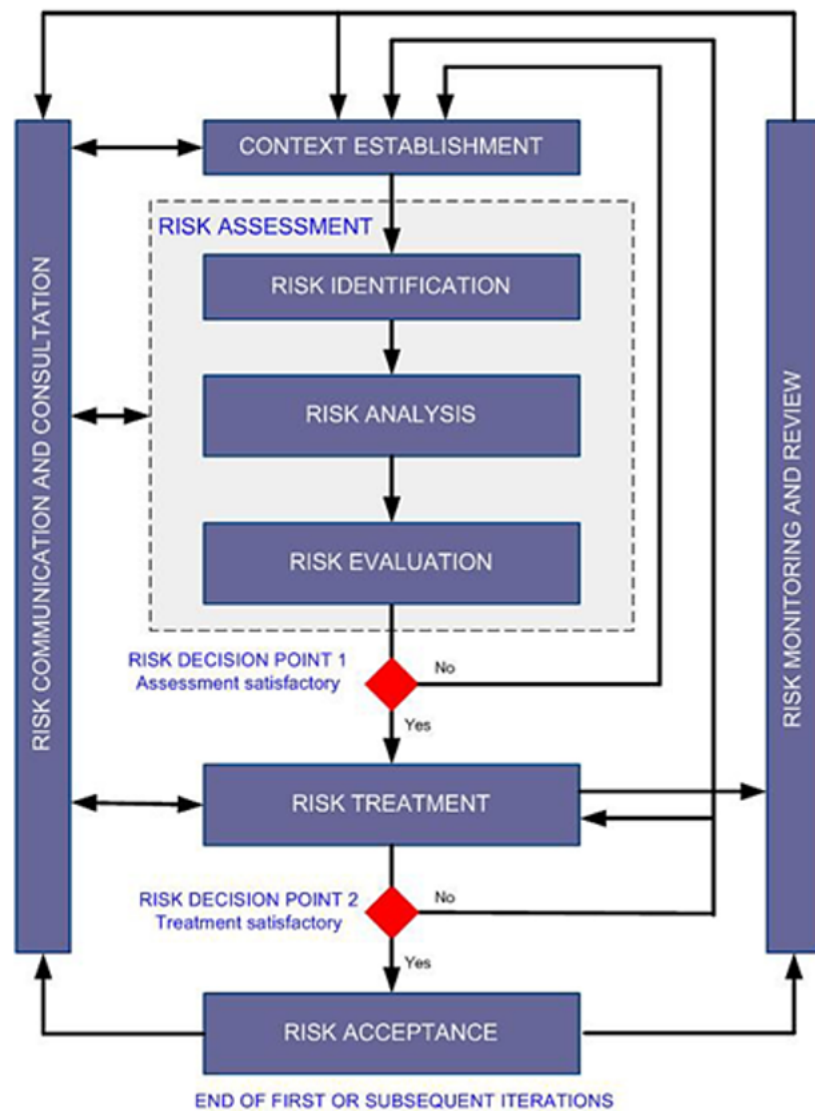 CONTEXT ESTABLISHMENT
RISK ASSESSMENT
RISK IDENTIFICATION
RISK ANALYSIS
RISK EVALUATION
RISK COMMUNICATION AND CONSULTATION
RISK MONITORING AND REVIEW
RISK DECISION POINT 1
Assessment satisfactory
No
Yes
RISK TREATMENT
RISK DECISION POINT 2
Treatment satisfactory
No
Yes
RISK ACCEPTANCE
END OF FIRST OR SUBSEQUENT ITERATIONS